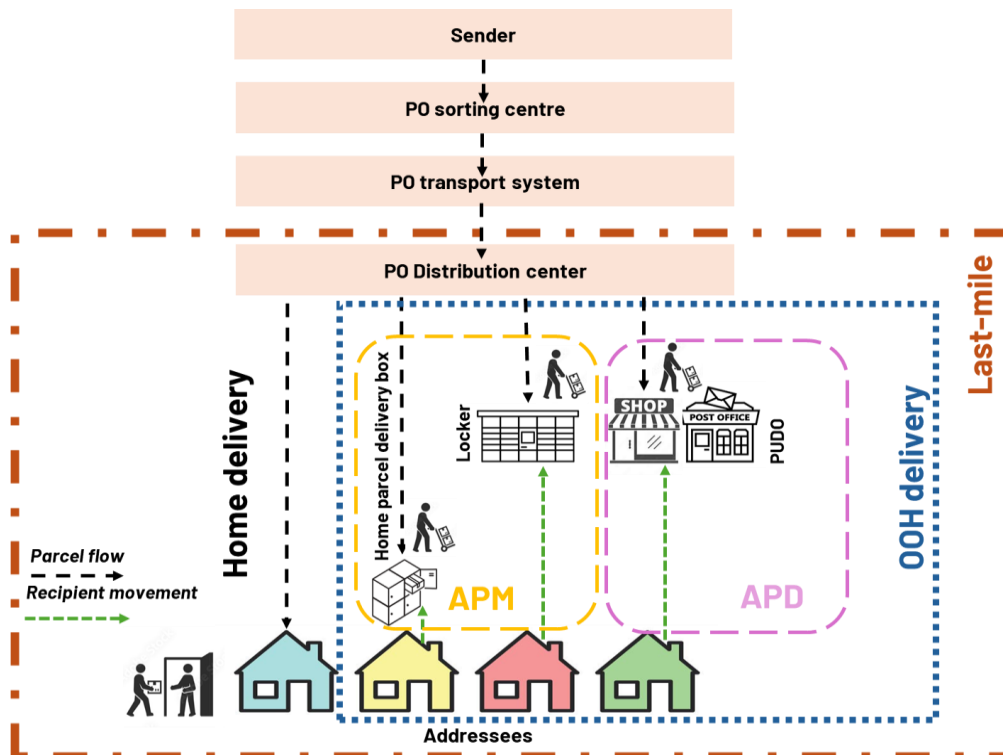 Sender
PO sorting centre
PO transport system
PO Distribution center
Last-mile
Home delivery
Home parcel delivery box
Locker
SHOP
POST OFFICE
PUDO
OOH delivery
Parcel flow
Recipient movement
APM
APD
Addressees